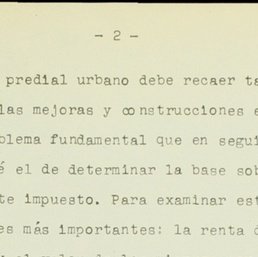 - 2 -
predial urbano debe recaer ta
las mejoras y construcciones e
blema fundamental que en segui
é el de determinar la base sob
te impuesto. Para examinar est
es más importantes: la renta d